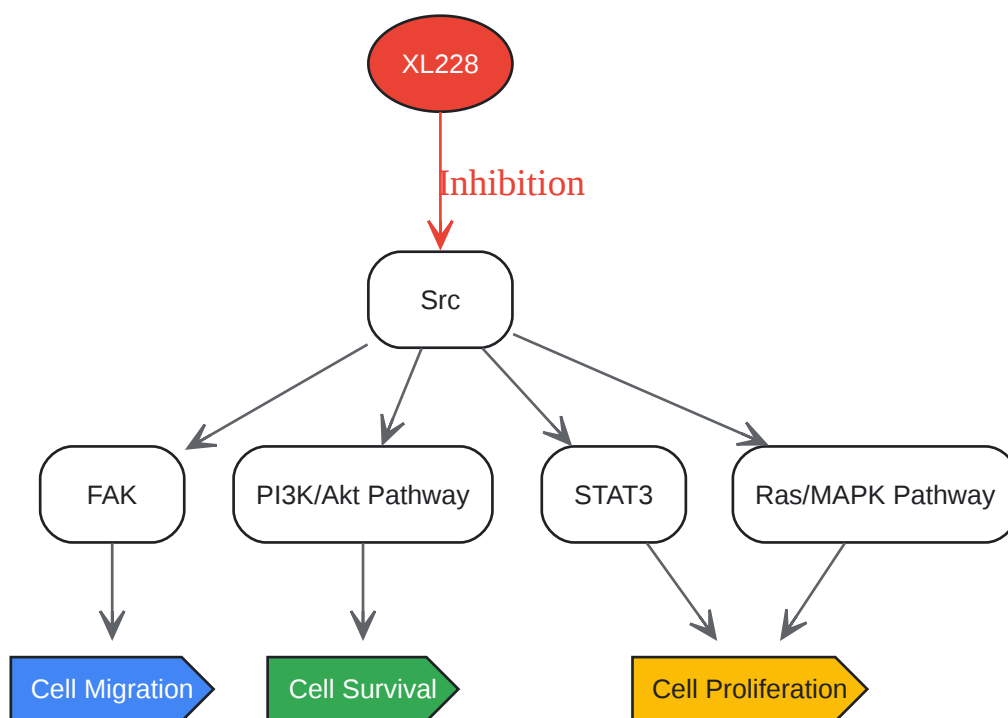 XL228
Inhibition
Src
FAK
PI3K/Akt Pathway
STAT3
Ras/MAPK Pathway
Cell Migration
Cell Survival
Cell Proliferation